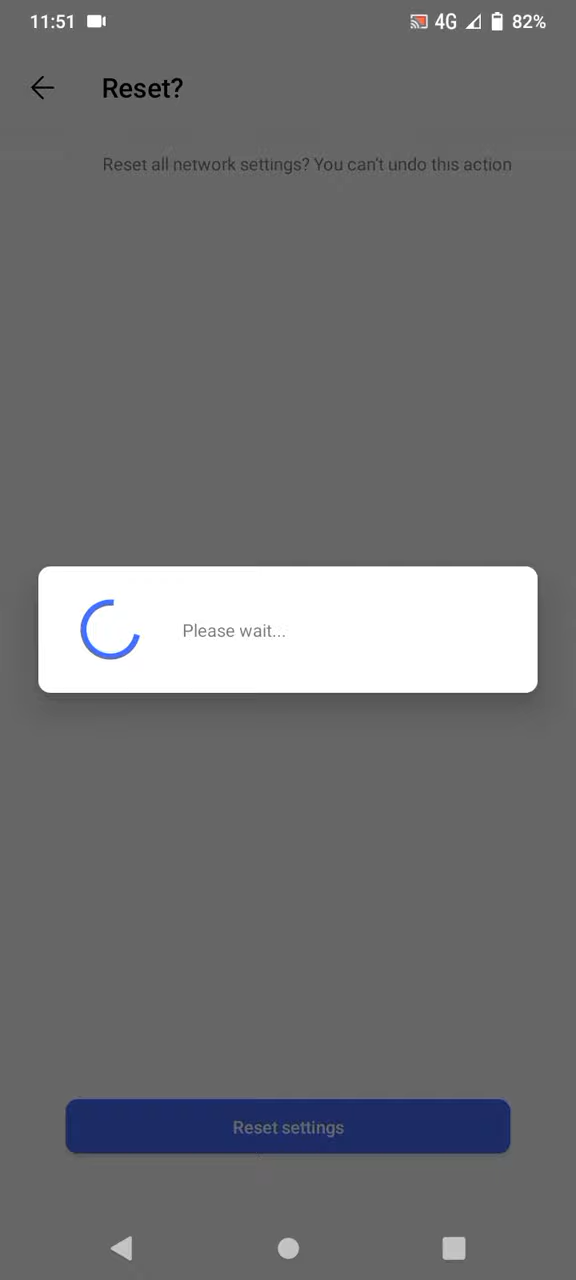 11:51 4G 82%
Reset?
Reset all network settings? You can't undo this action
Please wait...
Reset settings